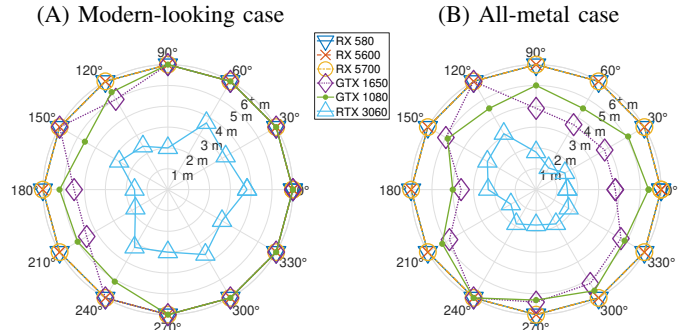 (A) Modern-looking case
(B) All-metal case
RX 580
RX 5600
RX 5700
GTX 1650
GTX 1080
RTX 3060
90°
120°
60°
150°
30°
180°
0°
210°
330°
240°
300°
270°
1 m
2 m
3 m
4 m
5 m
6+ m
90°
120°
60°
150°
30°
180°
0°
210°
330°
240°
300°
270°
1 m
2 m
3 m
4 m
5 m
6+ m